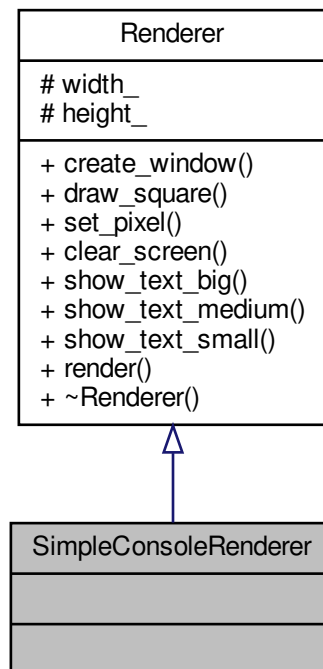 Renderer
# width_
# height_
+ create_window()
+ draw_square()
+ set_pixel()
+ clear_screen()
+ show_text_big()
+ show_text_medium()
+ show_text_small()
+ render()
+ ~Renderer()
SimpleConsoleRenderer